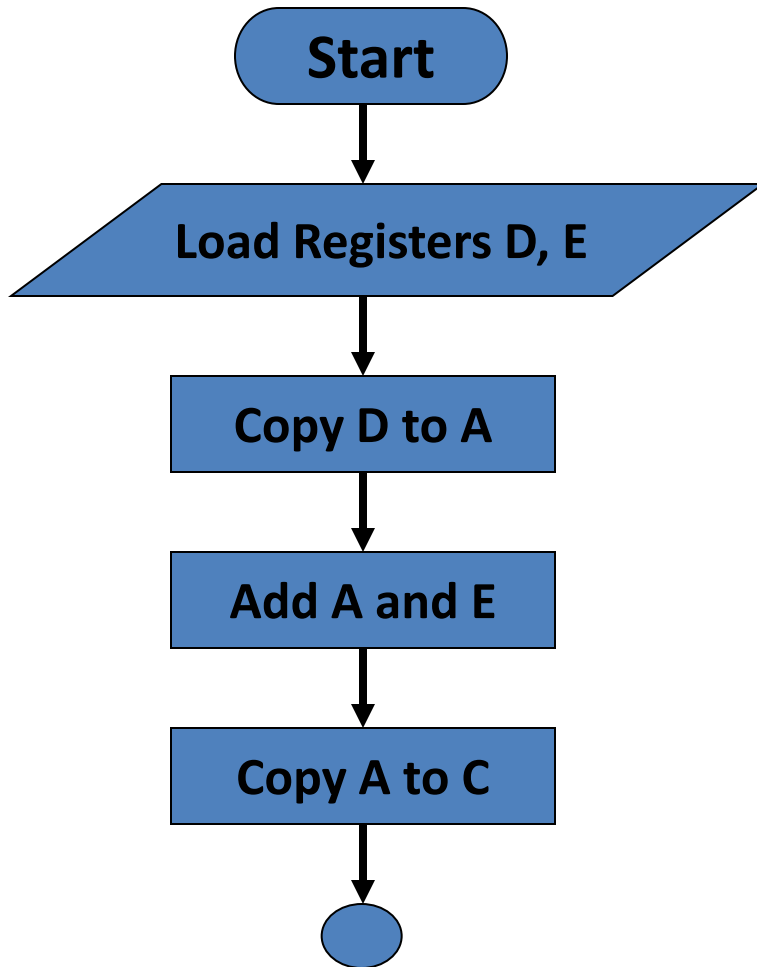 Start
Load Registers D, E
Copy D to A
Add A and E
Copy A to C